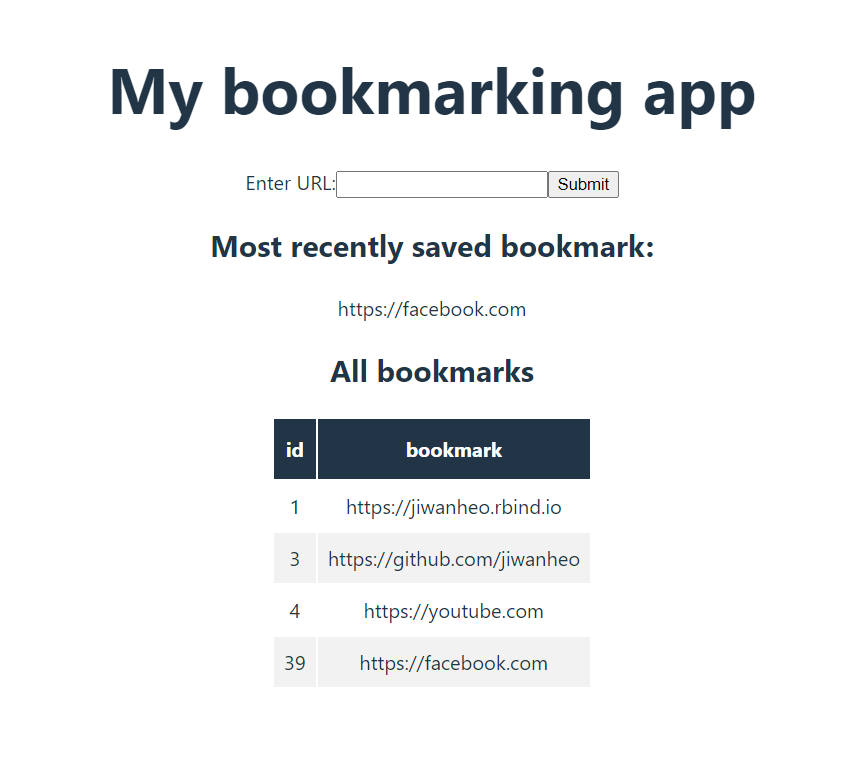 My bookmarking app
Enter URL: Submit
Most recently saved bookmark:
https://facebook.com
All bookmarks
id bookmark
1 https://jiwanheo.rbind.io
3 https://github.com/jiwanheo
4 https://youtube.com
39 https://facebook.com